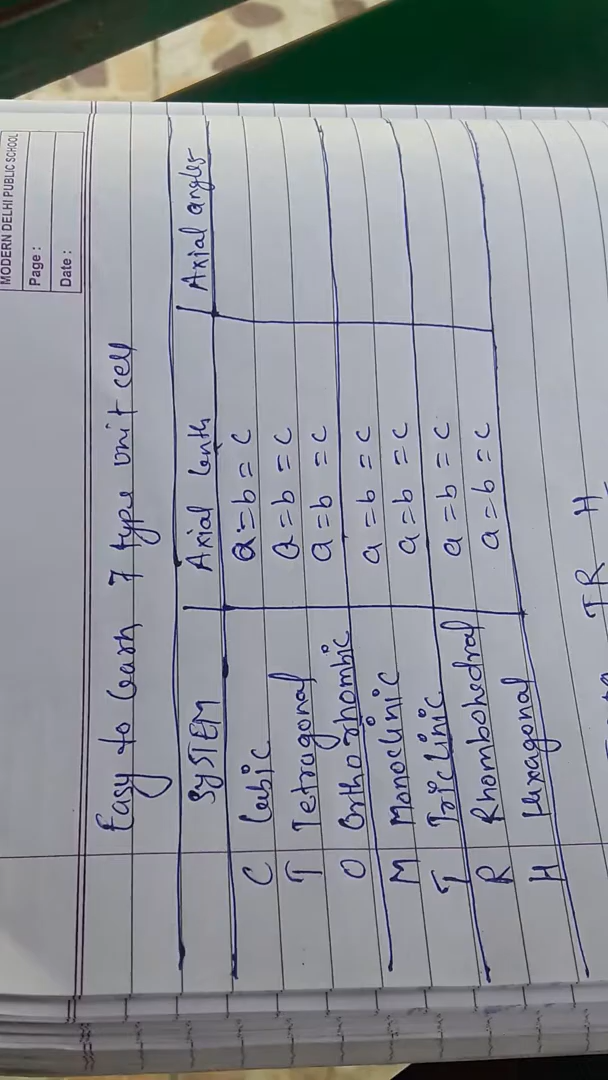 MODERN DELHI PUBLIC SCHOOL
Page :
Date :
Easy to learn 7 type unit cell
SYSTEM Axial lenth Axial angles
C Cubic a = b = c
T Tetragonal a = b = c
O Orthorhombic a = b = c
M Monoclinic a = b = c
T Triclinic a = b = c
R Rhombohedral a = b = c
H Hexagonal a = b = c
TR H